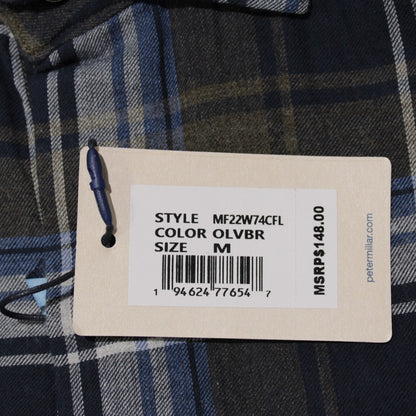 STYLE MF22W74CFL
COLOR OLVBR
SIZE M
1 94624 77654 7
MSRP$148.00
petermillar.com